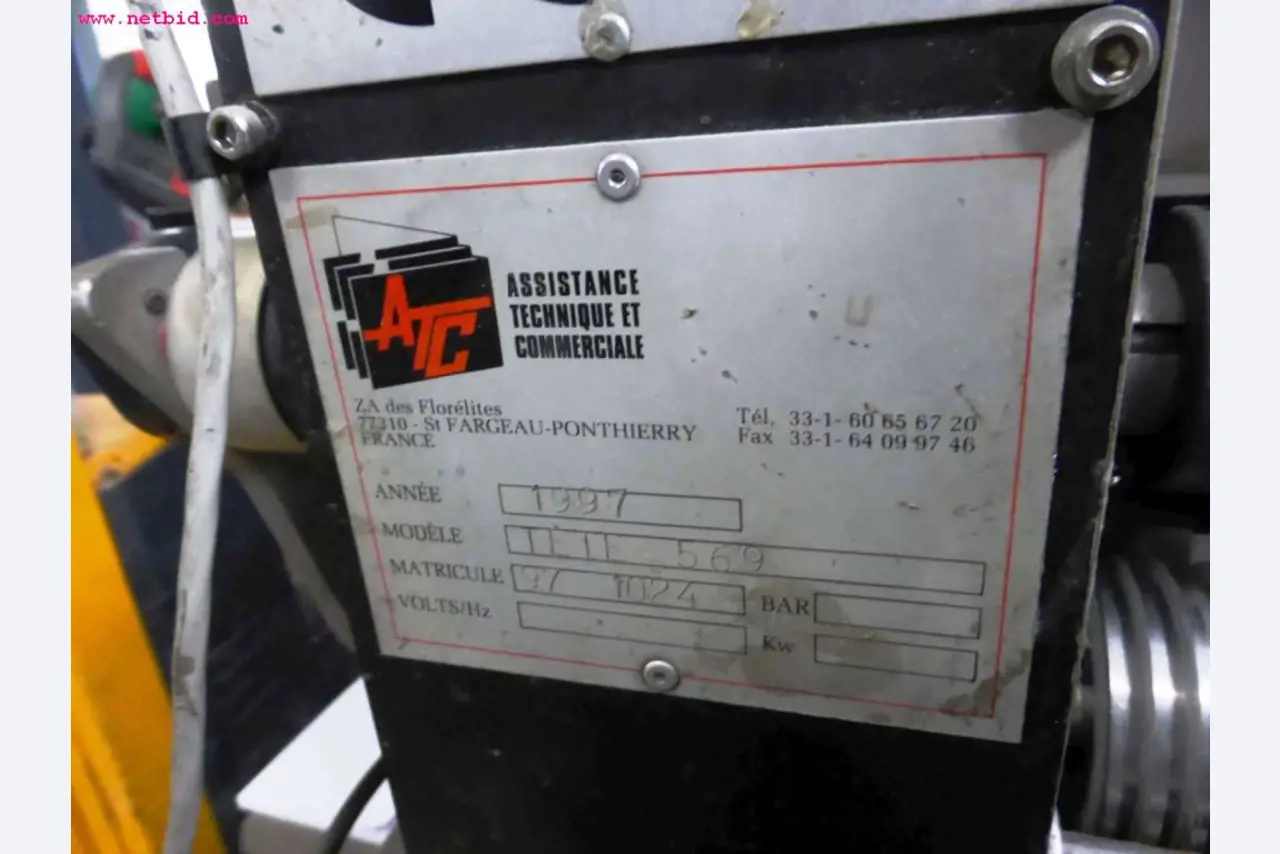 www.netbid.com
ATC
ASSISTANCE
TECHNIQUE ET
COMMERCIALE
ZA des Florélites
77310 - St FARGEAU-PONTHIERRY
FRANCE
Tél. 33-1- 60 65 67 20
Fax 33-1- 64 09 97 46
ANNÉE 1997
MODÈLE TETE 569
MATRICULE 97 1024 BAR
VOLTS/Hz Kw